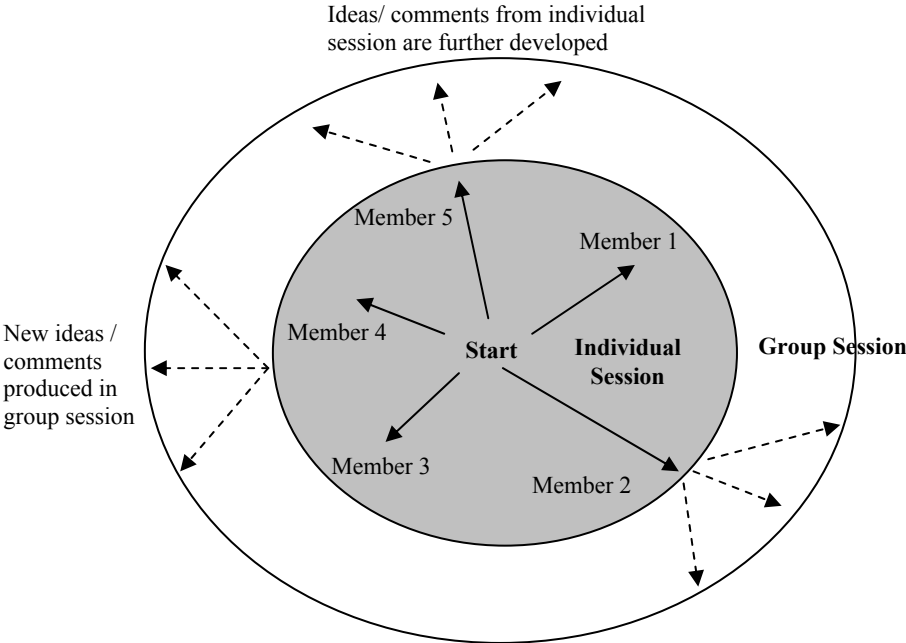 Ideas/ comments from individual
session are further developed
Member 5
Member 1
Member 4
Start
Individual
Session
Group Session
New ideas /
comments
produced in
group session
Member 3
Member 2